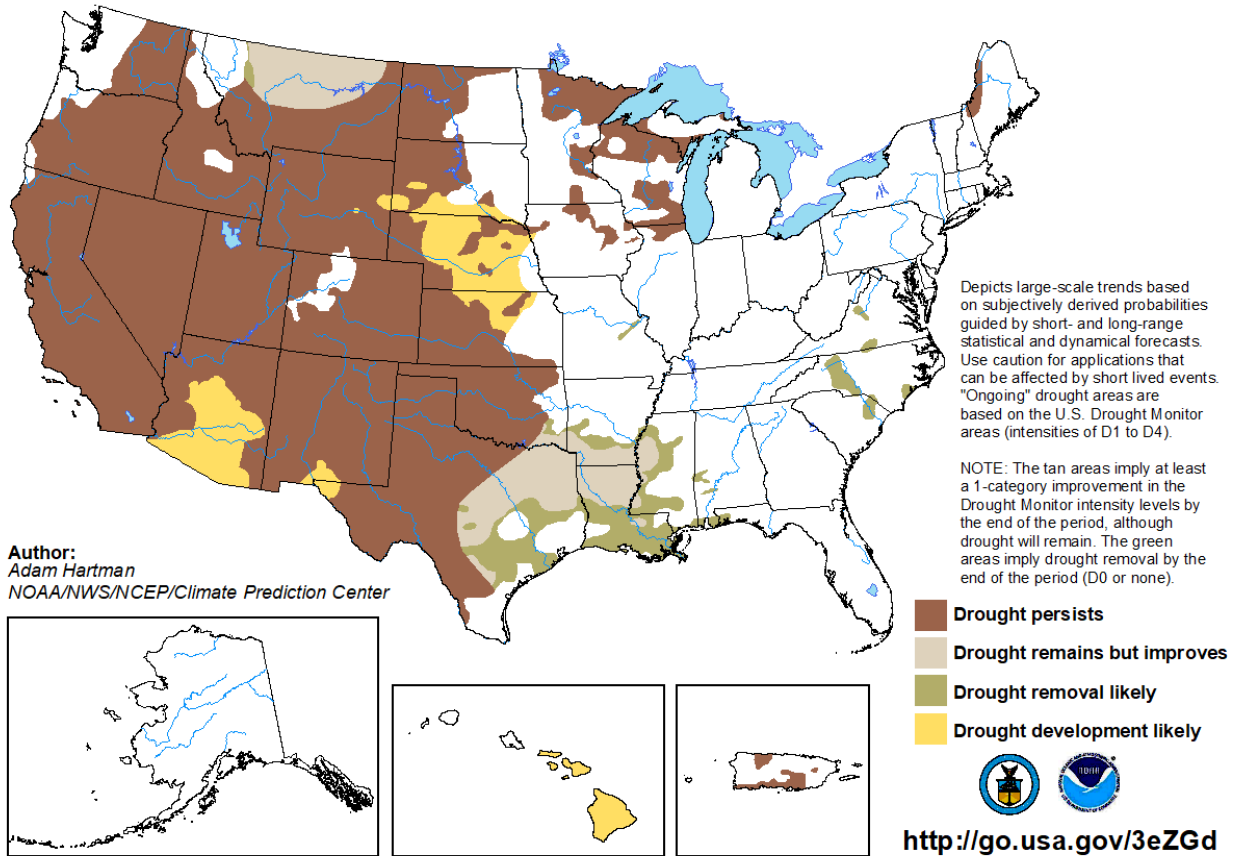 Depicts large-scale trends based
on subjectively derived probabilities
guided by short- and long-range
statistical and dynamical forecasts.
Use caution for applications that
can be affected by short lived events.
"Ongoing" drought areas are
based on the U.S. Drought Monitor
areas (intensities of D1 to D4).
NOTE: The tan areas imply at least
a 1-category improvement in the
Drought Monitor intensity levels by
the end of the period, although
drought will remain. The green
areas imply drought removal by the
end of the period (D0 or none).
Author:
Adam Hartman
NOAA/NWS/NCEP/Climate Prediction Center
Drought persists
Drought remains but improves
Drought removal likely
Drought development likely
http://go.usa.gov/3eZGd